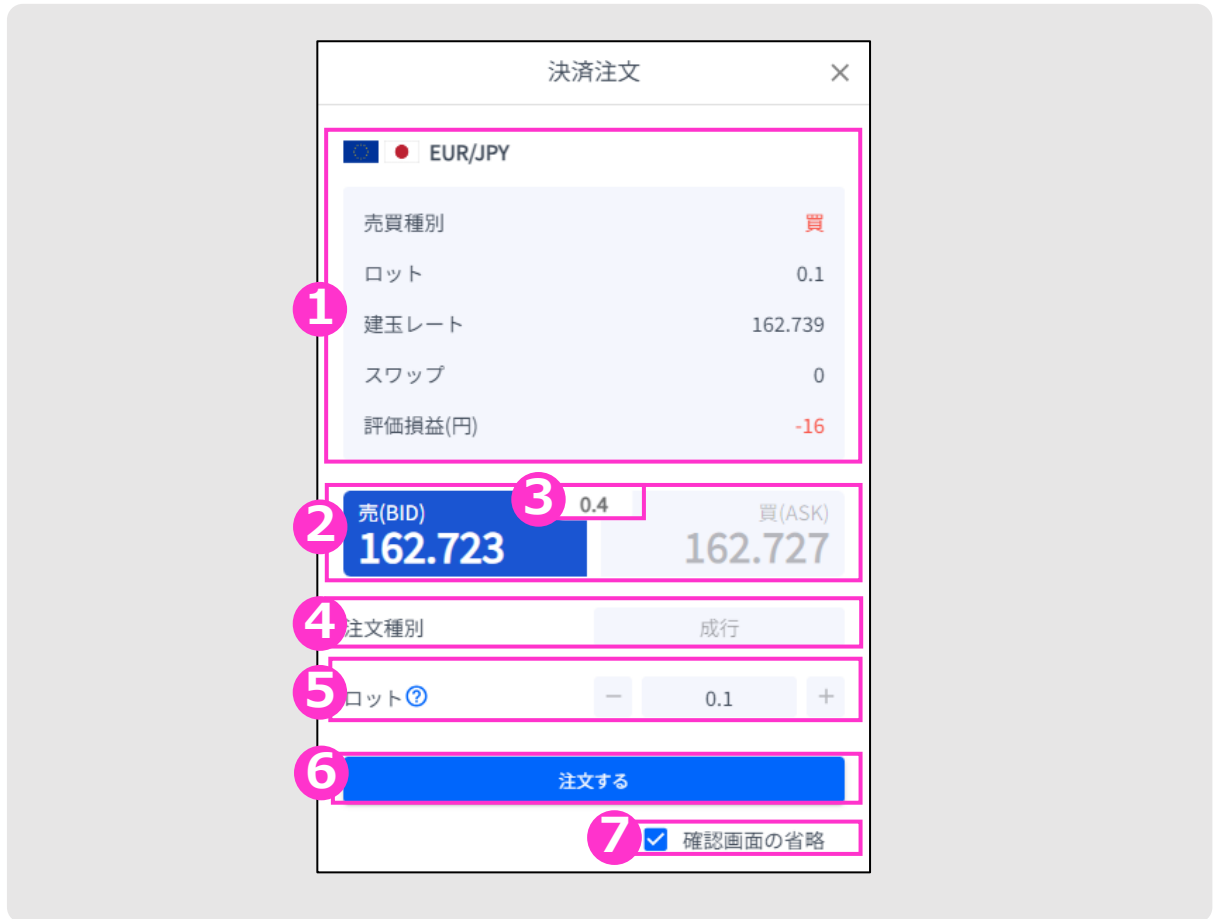 決済注文 ×
EUR/JPY
売買種別 買
ロット 0.1
1
建玉レート 162.739
スワップ 0
評価損益(円) -16
3 0.4
2 売(BID) 買(ASK)
162.723 162.727
4 注文種別 成行
5 ロット ? − 0.1 +
6 注文する
7 確認画面の省略